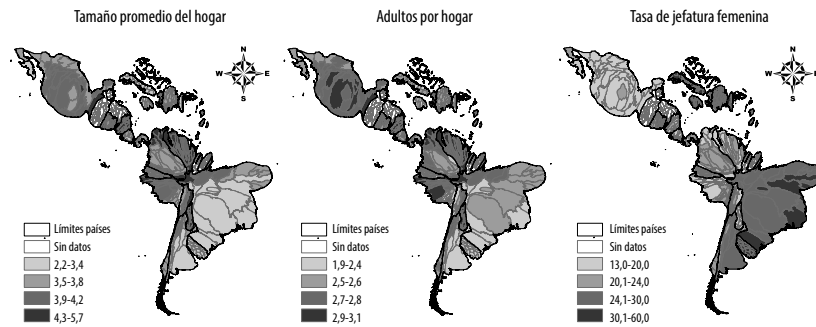 Tamaño promedio del hogar
N
W E
S
Límites países
Sin datos
2,2-3,4
3,5-3,8
3,9-4,2
4,3-5,7
Adultos por hogar
N
W E
S
Límites países
Sin datos
1,9-2,4
2,5-2,6
2,7-2,8
2,9-3,1
Tasa de jefatura femenina
N
W E
S
Límites países
Sin datos
13,0-20,0
20,1-24,0
24,1-30,0
30,1-60,0